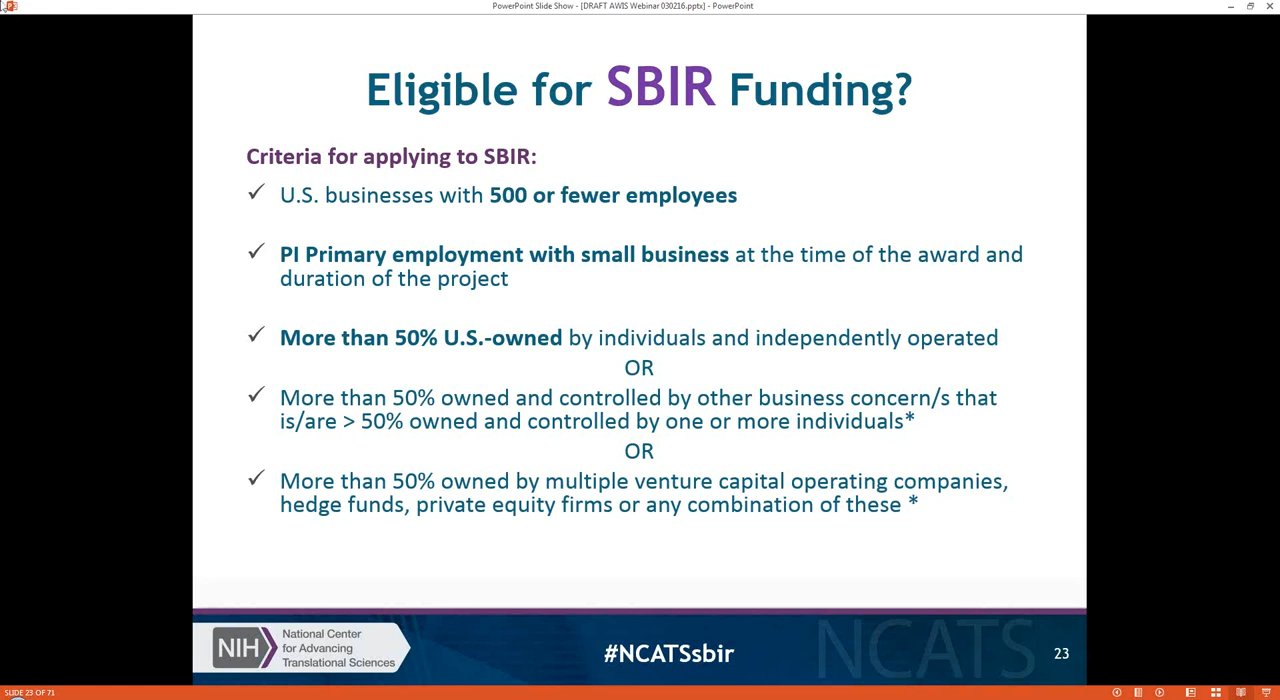 PowerPoint Slide Show - [DRAFT AWIS Webinar 030216.pptx] - PowerPoint
Eligible for SBIR Funding?
Criteria for applying to SBIR:
✓ U.S. businesses with 500 or fewer employees
✓ PI Primary employment with small business at the time of the award and
duration of the project
✓ More than 50% U.S.-owned by individuals and independently operated
OR
✓ More than 50% owned and controlled by other business concern/s that
is/are > 50% owned and controlled by one or more individuals*
OR
✓ More than 50% owned by multiple venture capital operating companies,
hedge funds, private equity firms or any combination of these *
NIH
National Center
for Advancing
Translational Sciences
#NCATSsbir
NCATS
23
SLIDE 23 OF 71